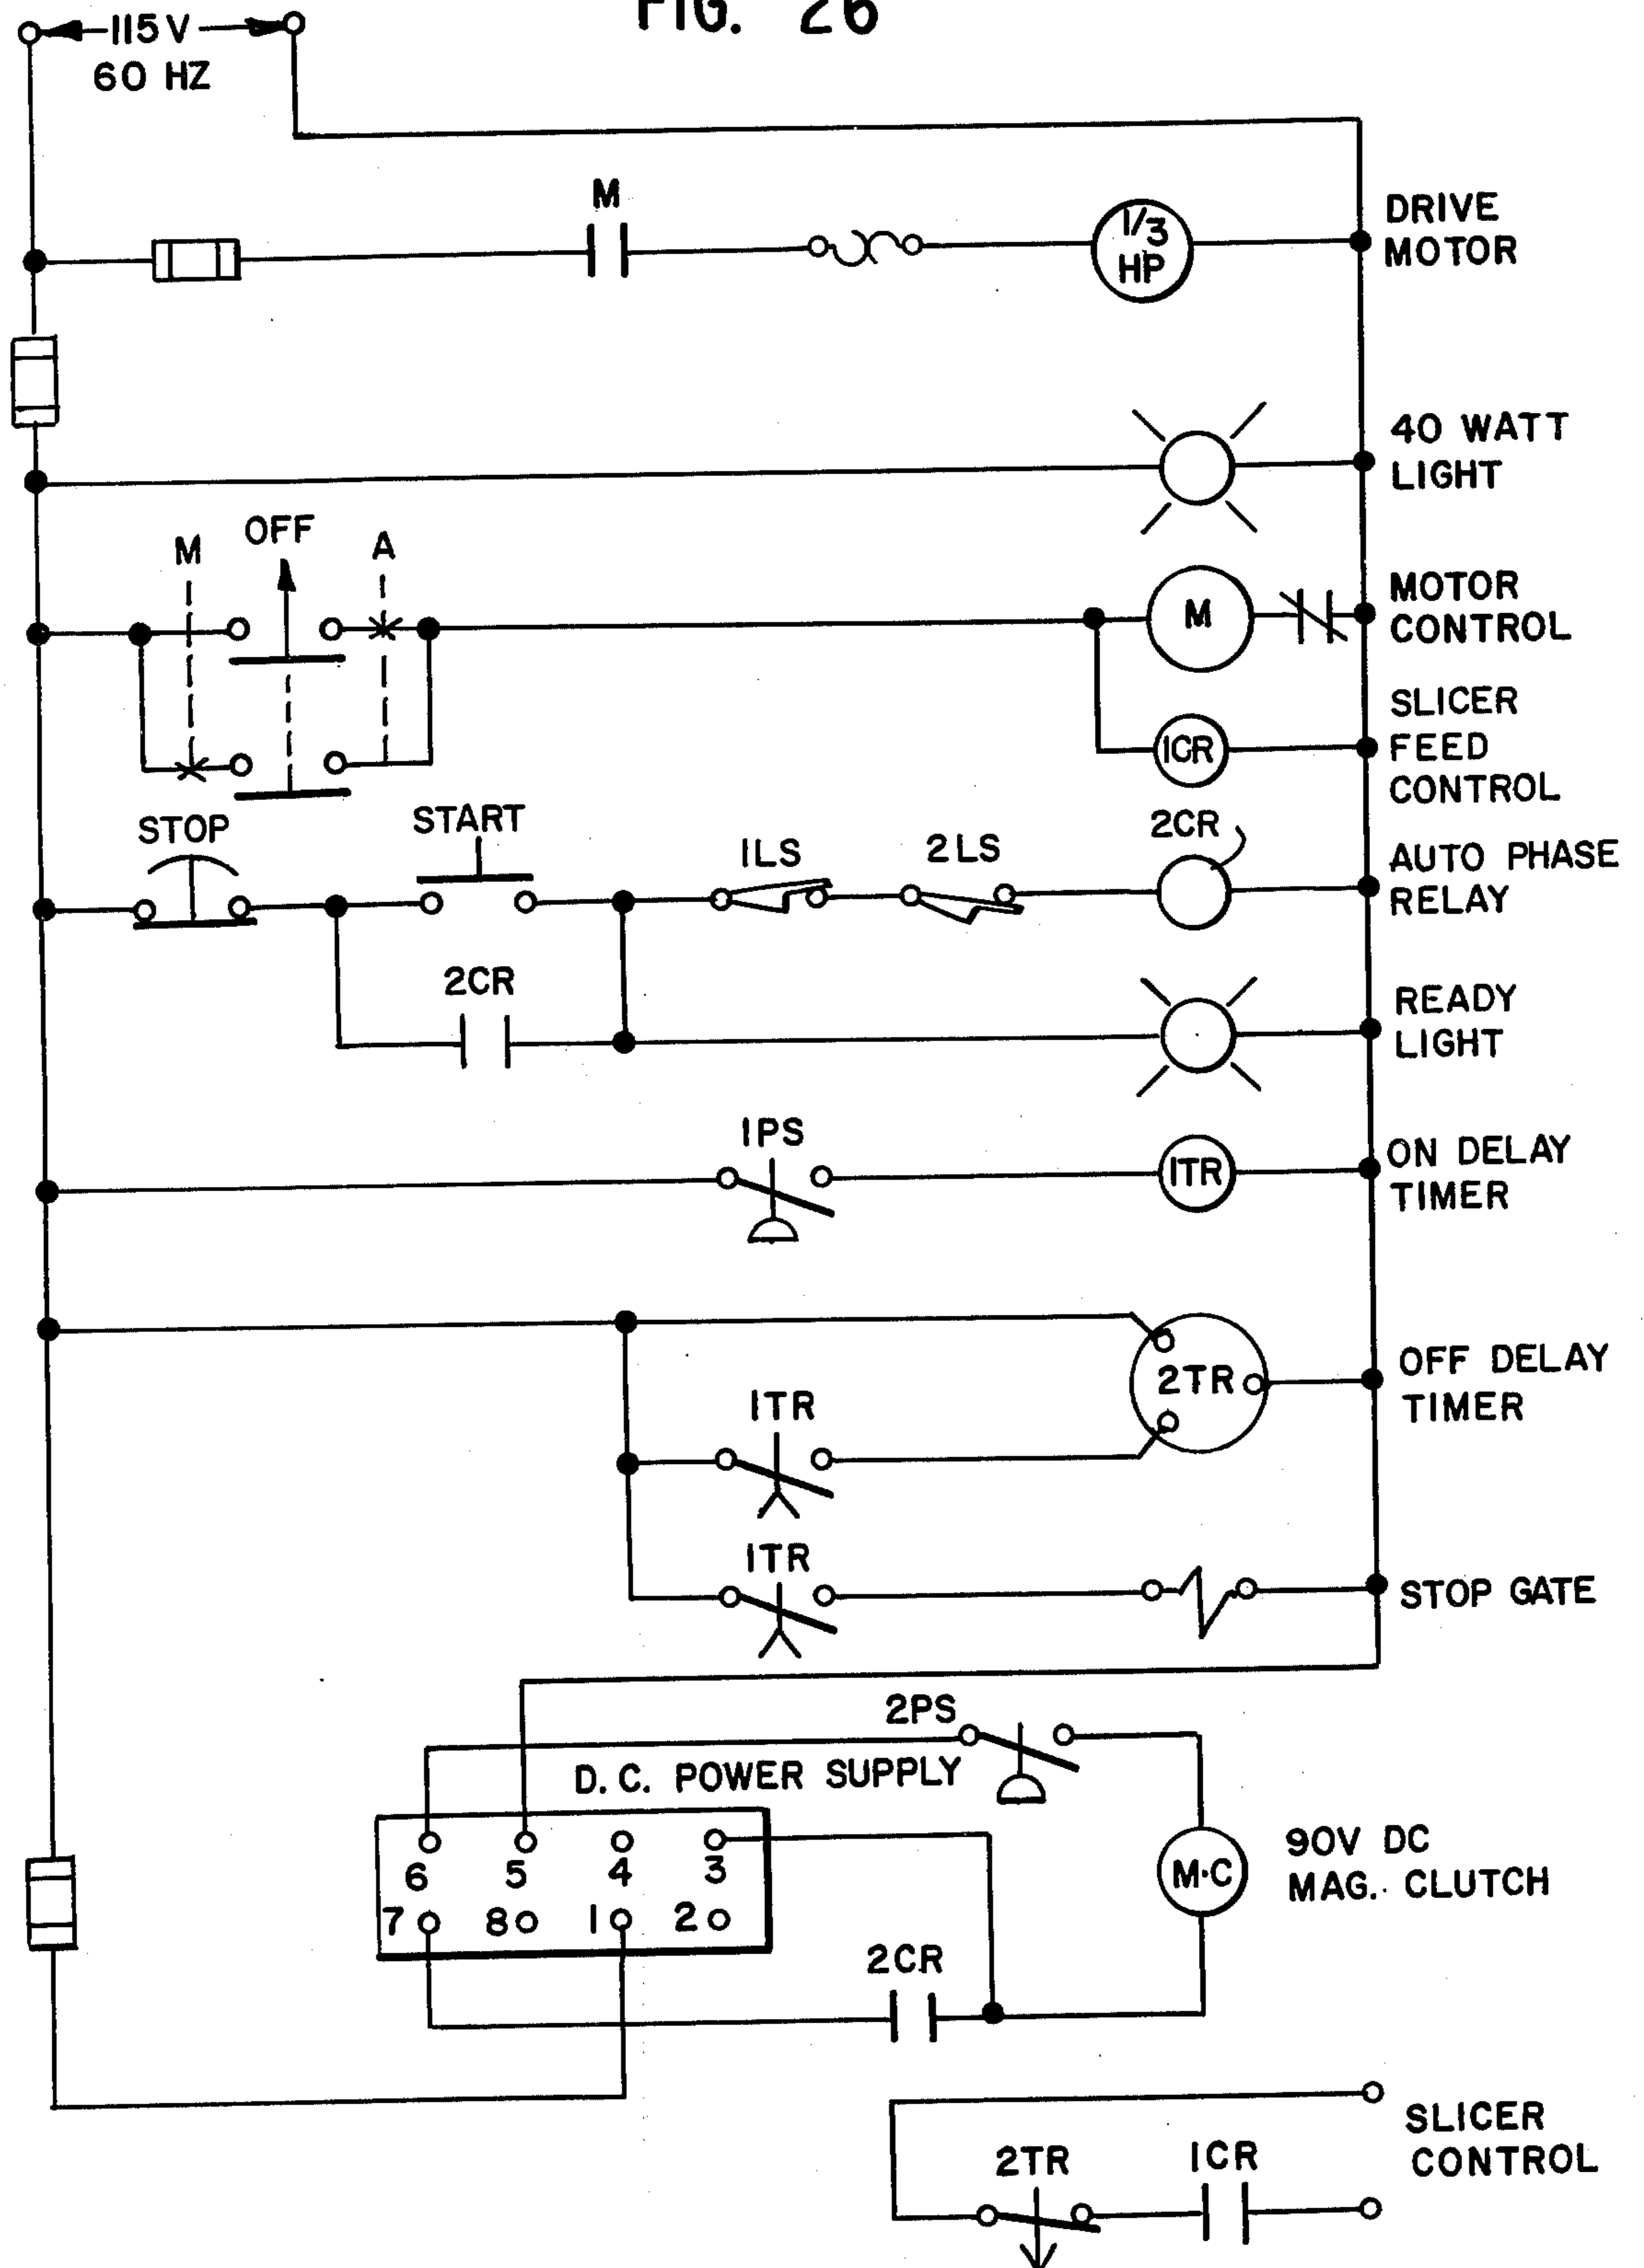 FIG. 26
115V
60 HZ
M
1/3
HP
DRIVE
MOTOR
40 WATT
LIGHT
M
OFF
A
M
MOTOR
CONTROL
1CR
SLICER
FEED
CONTROL
STOP
START
1LS
2LS
2CR
AUTO PHASE
RELAY
2CR
READY
LIGHT
1PS
1TR
ON DELAY
TIMER
2TR
OFF DELAY
TIMER
1TR
1TR
STOP GATE
2PS
D.C. POWER SUPPLY
6
5
4
3
7
8
1
2
M·C
90V DC
MAG. CLUTCH
2CR
SLICER
CONTROL
2TR
1CR